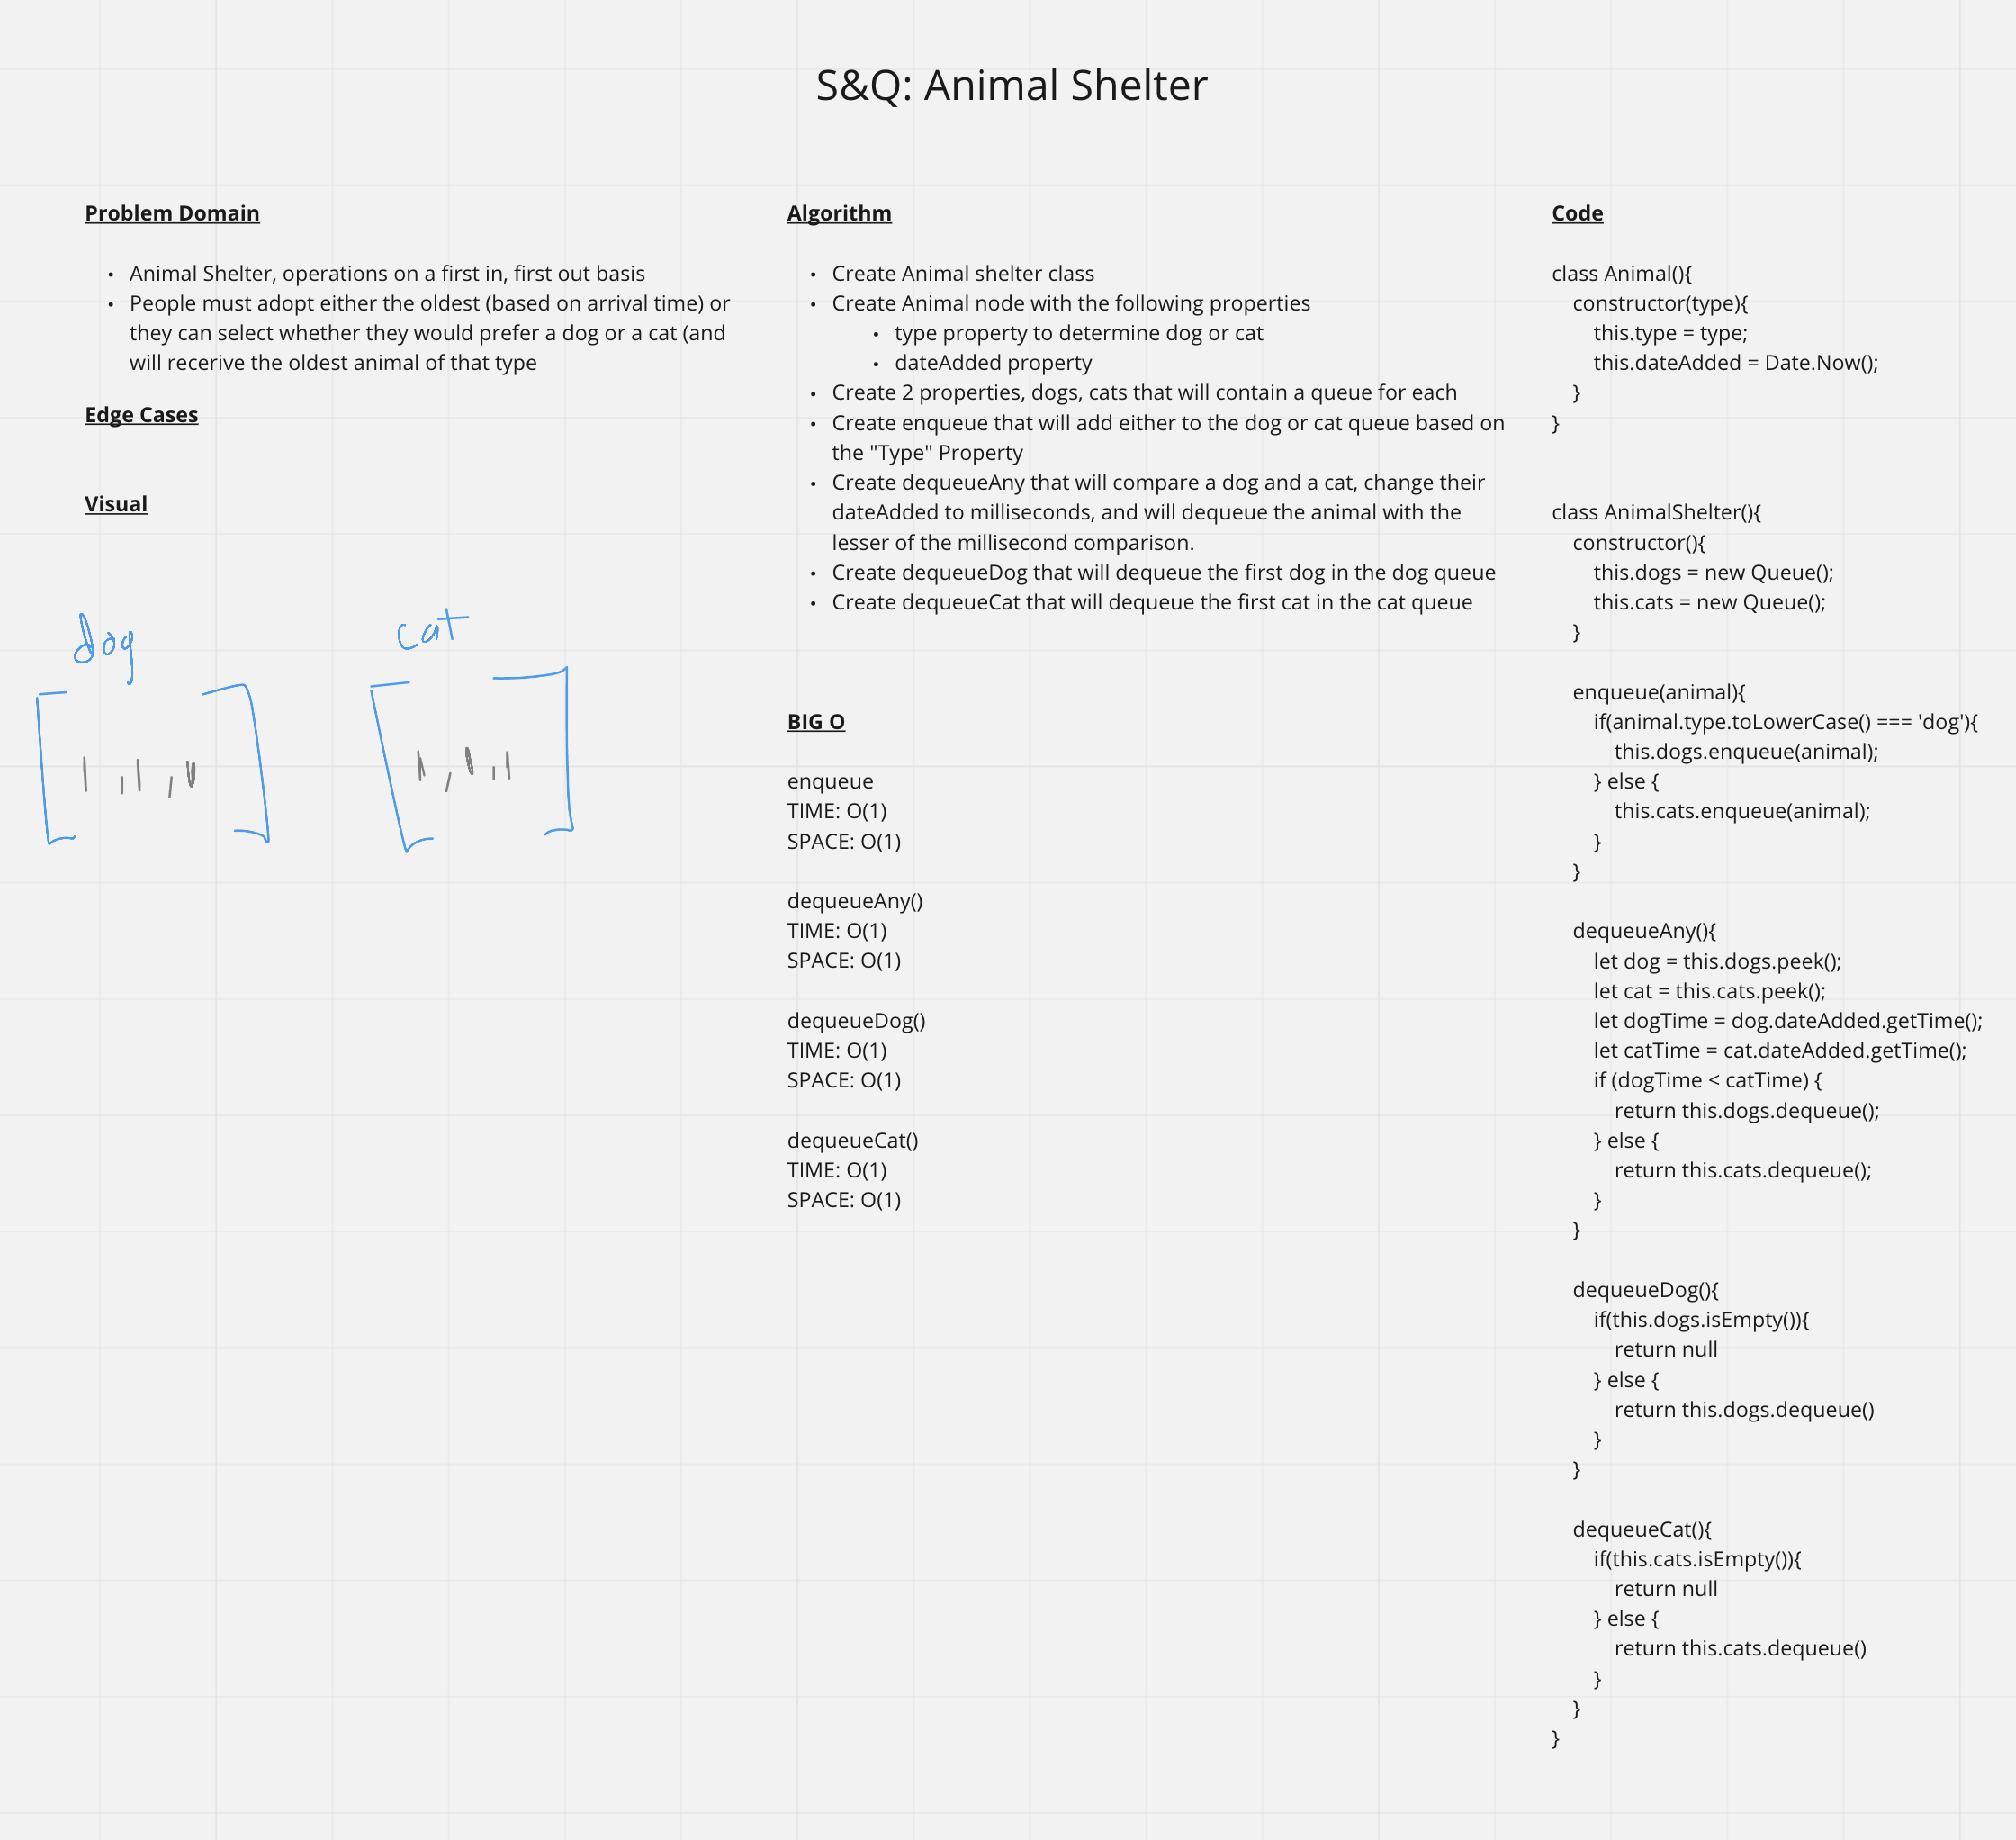 S&Q: Animal Shelter
Problem Domain
• Animal Shelter, operations on a first in, first out basis
• People must adopt either the oldest (based on arrival time) or
they can select whether they would prefer a dog or a cat (and
will recerive the oldest animal of that type
Edge Cases
Visual
dog
cat
Algorithm
• Create Animal shelter class
• Create Animal node with the following properties
• type property to determine dog or cat
• dateAdded property
• Create 2 properties, dogs, cats that will contain a queue for each
• Create enqueue that will add either to the dog or cat queue based on
the "Type" Property
• Create dequeueAny that will compare a dog and a cat, change their
dateAdded to milliseconds, and will dequeue the animal with the
lesser of the millisecond comparison.
• Create dequeueDog that will dequeue the first dog in the dog queue
• Create dequeueCat that will dequeue the first cat in the cat queue
BIG O
enqueue
TIME: O(1)
SPACE: O(1)
dequeueAny()
TIME: O(1)
SPACE: O(1)
dequeueDog()
TIME: O(1)
SPACE: O(1)
dequeueCat()
TIME: O(1)
SPACE: O(1)
Code
class Animal(){
constructor(type){
this.type = type;
this.dateAdded = Date.Now();
}
}
class AnimalShelter(){
constructor(){
this.dogs = new Queue();
this.cats = new Queue();
}
enqueue(animal){
if(animal.type.toLowerCase() === 'dog'){
this.dogs.enqueue(animal);
} else {
this.cats.enqueue(animal);
}
}
dequeueAny(){
let dog = this.dogs.peek();
let cat = this.cats.peek();
let dogTime = dog.dateAdded.getTime();
let catTime = cat.dateAdded.getTime();
if (dogTime < catTime) {
return this.dogs.dequeue();
} else {
return this.cats.dequeue();
}
}
dequeueDog(){
if(this.dogs.isEmpty()){
return null
} else {
return this.dogs.dequeue()
}
}
dequeueCat(){
if(this.cats.isEmpty()){
return null
} else {
return this.cats.dequeue()
}
}
}